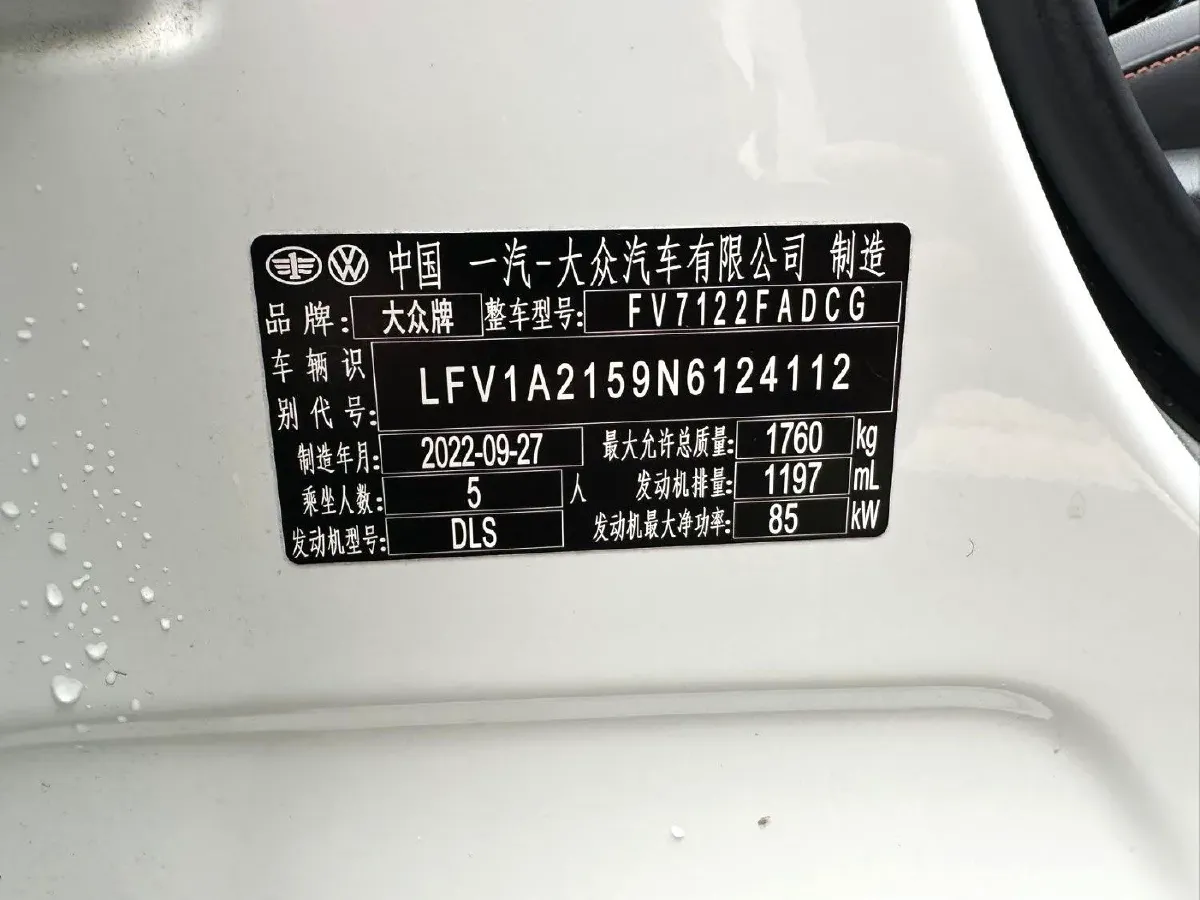 中国 一汽-大众汽车有限公司 制造
品牌: 大众牌 整车型号: FV7122FADCG
车辆识别代号: LFV1A2159N6124112
制造年月: 2022-09-27 最大允许总质量: 1760 kg
乘坐人数: 5 人 发动机排量: 1197 mL
发动机型号: DLS 发动机最大净功率: 85 kW